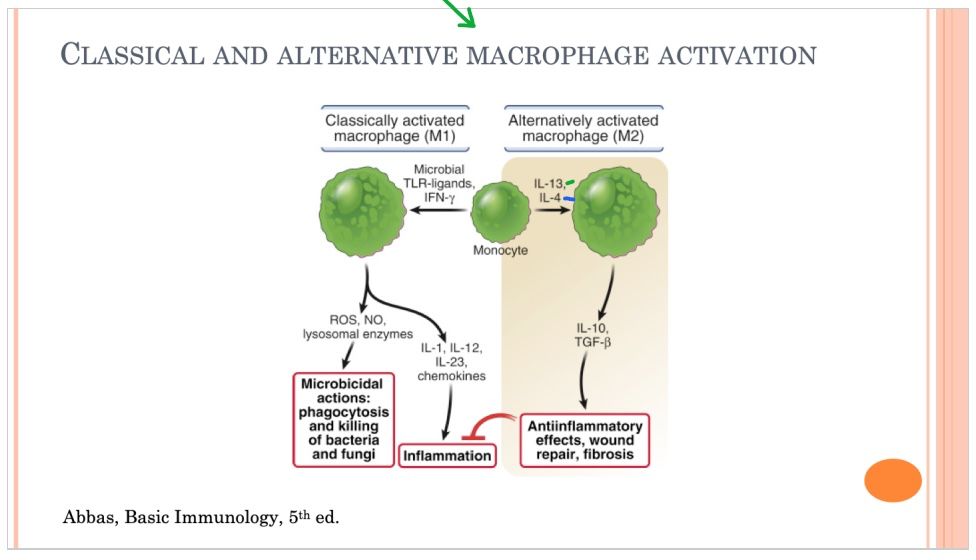 CLASSICAL AND ALTERNATIVE MACROPHAGE ACTIVATION
Classically activated
macrophage (M1)
Alternatively activated
macrophage (M2)
Microbial
TLR-ligands,
IFN-γ
IL-13,
IL-4
Monocyte
ROS, NO,
lysosomal enzymes
IL-1, IL-12,
IL-23,
chemokines
IL-10,
TGF-β
Microbicidal
actions:
phagocytosis
and killing
of bacteria
and fungi
Inflammation
Antiinflammatory
effects, wound
repair, fibrosis
Abbas, Basic Immunology, 5th ed.